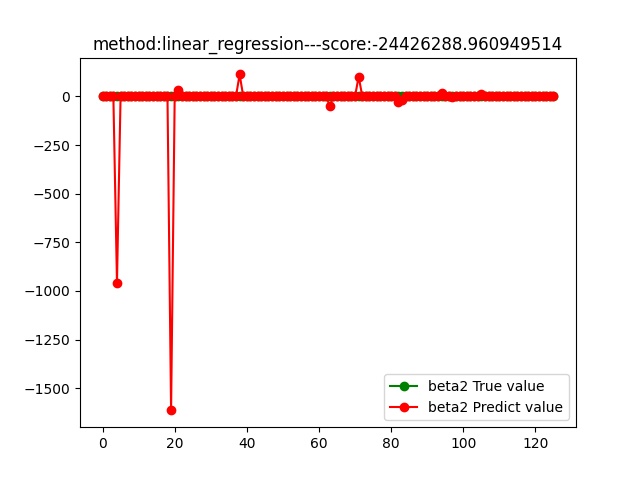 method:linear_regression---score:-24426288.960949514
0
−250
−500
−750
−1000
−1250
−1500
0 20 40 60 80 100 120
beta2 True value
beta2 Predict value